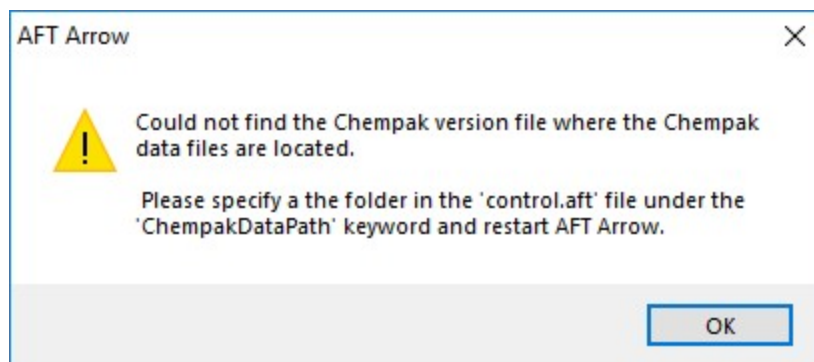 AFT Arrow
Could not find the Chempak version file where the Chempak
data files are located.
Please specify a the folder in the 'control.aft' file under the
'ChempakDataPath' keyword and restart AFT Arrow.
OK